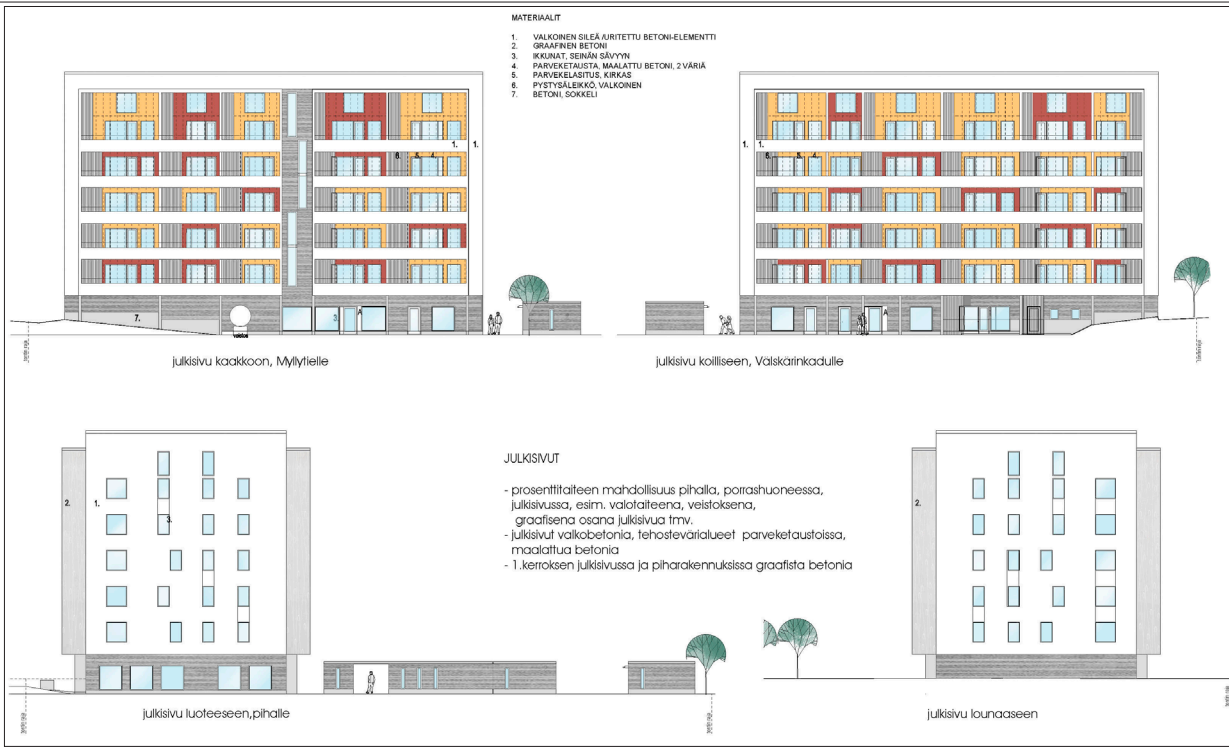 MATERIAALIT
1. VALKOINEN SILEÄ /URITETTU BETONI-ELEMENTTI
2. GRAAFINEN BETONI
3. IKKUNAT, SEINÄN SÄVYYN
4. PARVEKETAUSTA, MAALATTU BETONI, 2 VÄRIÄ
5. PARVEKELASITUS, KIRKAS
6. PYSTYSÄLEIKKÖ, VALKOINEN
7. BETONI, SOKKELI
1. 1.
6. 5. 4.
7.
3
A
1. 1.
6. 5. 4.
A
julkisivu kaakkoon, Myllytielle
julkisivu koilliseen, Välskärinkadulle
2. 1.
3.
JULKISIVUT
- prosenttitaiteen mahdollisuus pihalla, porrashuoneessa,
julkisivussa, esim. valotaiteena, veistoksena,
graafisena osana julkisivua tmv.
- julkisivut valkobetonia, tehostevärialueet parveketaustoissa,
maalattua betonia
- 1.kerroksen julkisivussa ja piharakennuksissa graafista betonia
2.
julkisivu luoteeseen,pihalle
julkisivu lounaaseen